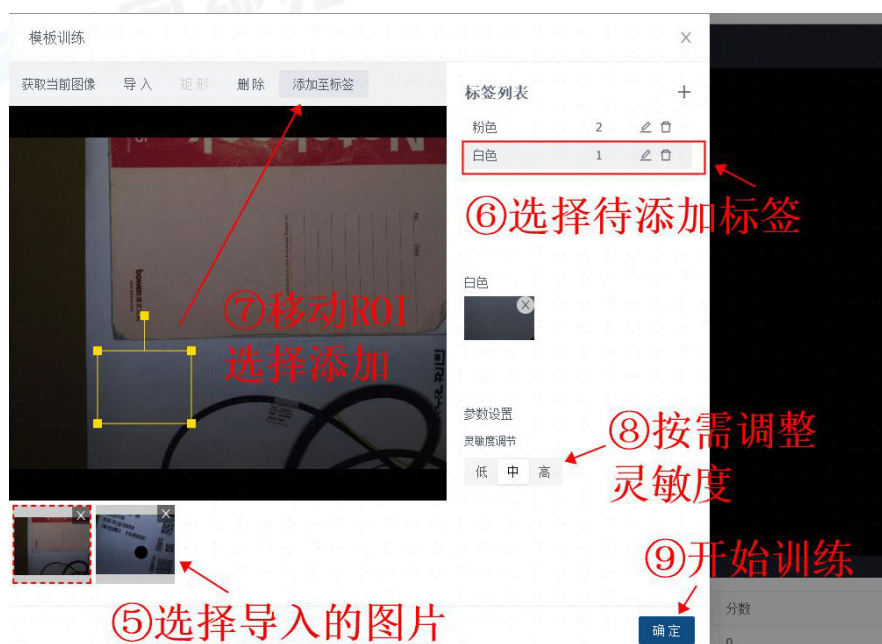 模板训练
获取当前图像 导入 矩形 删除 添加至标签
标签列表
粉色 2
白色 1
⑥选择待添加标签
白色
⑦移动ROI
选择添加
bowen
Date
No.
参数设置
灵敏度调节
低 中 高
⑧按需调整
灵敏度
⑨开始训练
⑤选择导入的图片
确定
分数
0